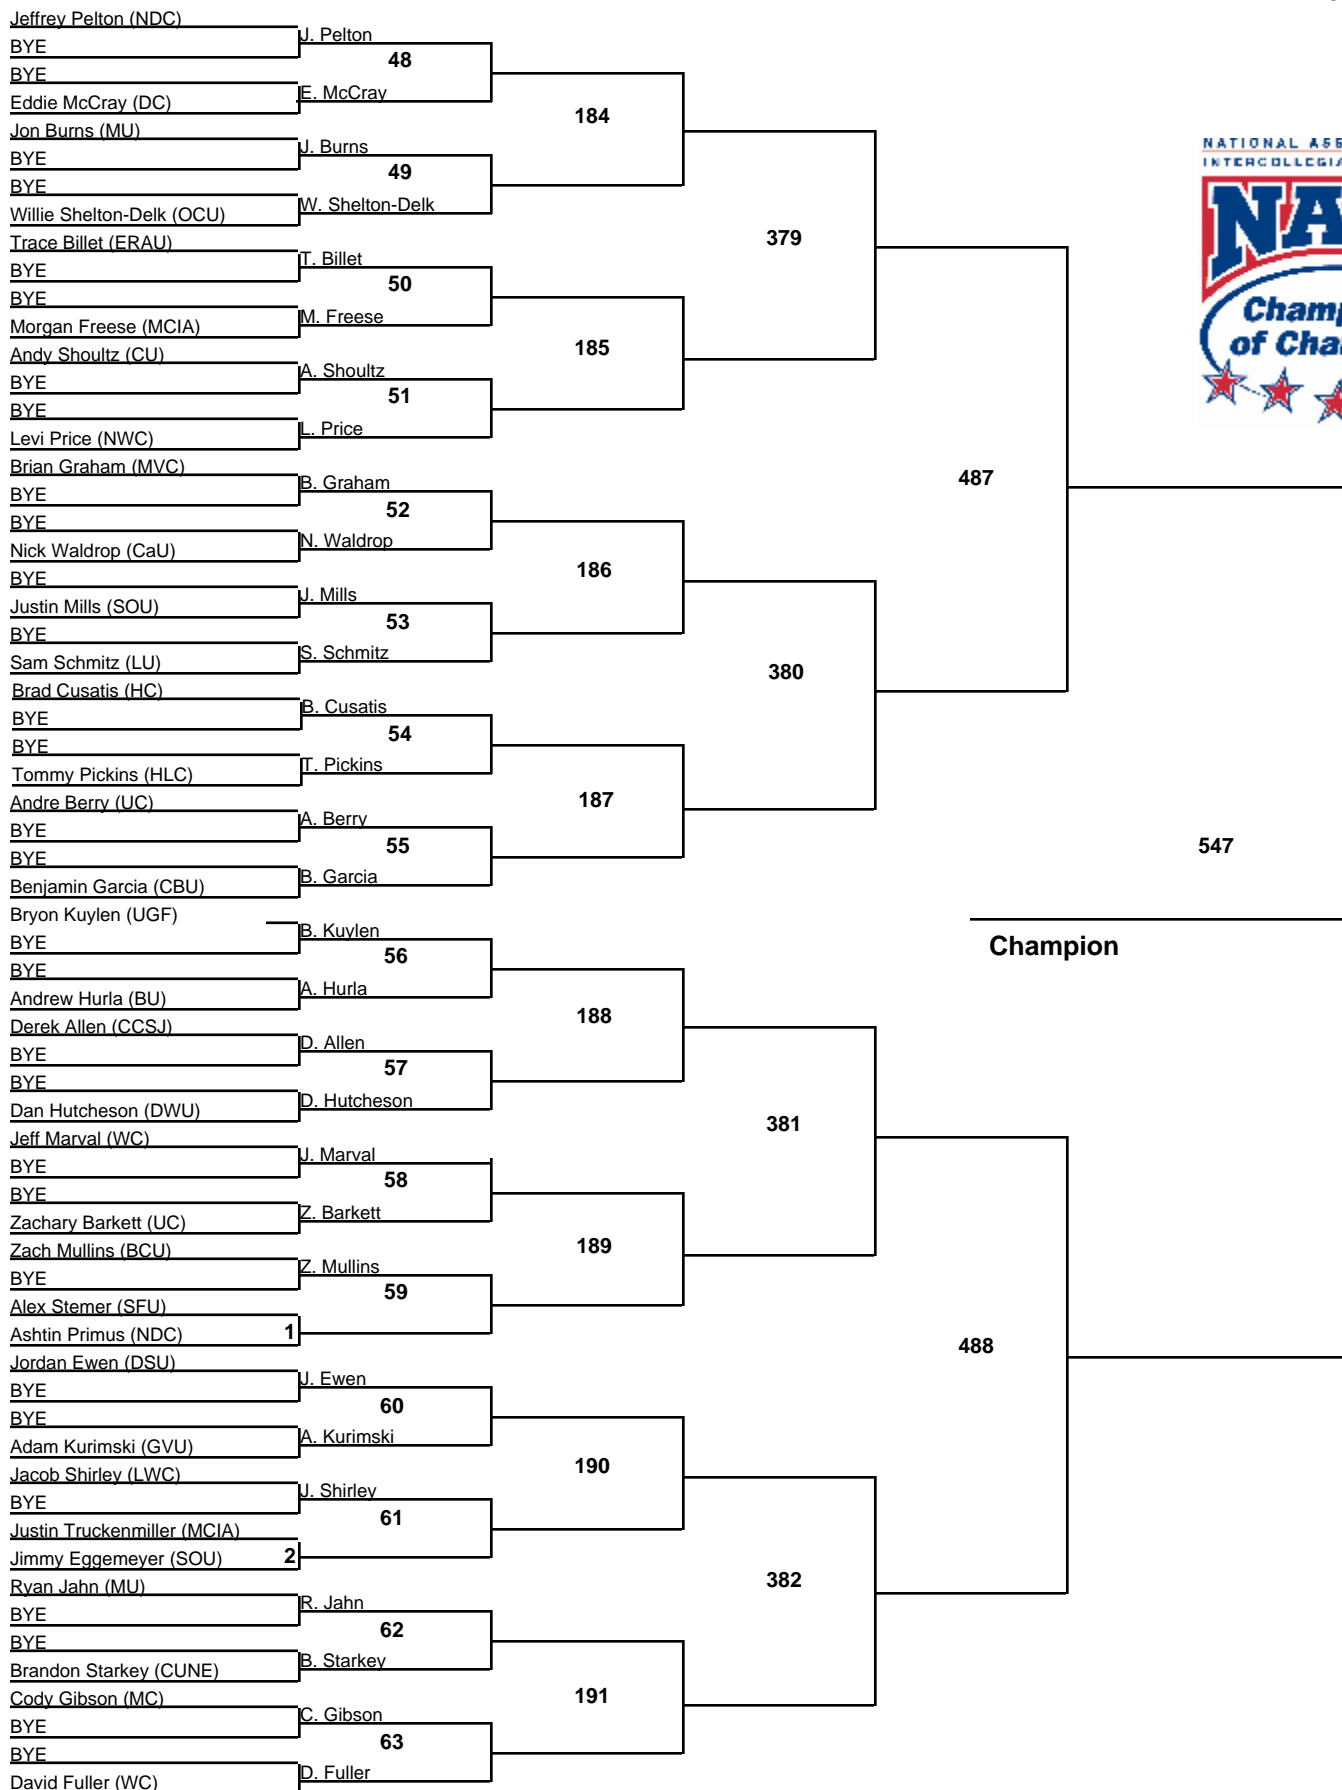 Jeffrey Pelton (NDC)
J. Pelton
BYE
48
BYE
E. McCray
Eddie McCray (DC)
184
Jon Burns (MU)
J. Burns
BYE
49
BYE
W. Shelton-Delk
Willie Shelton-Delk (OCU)
379
Trace Billet (ERAU)
T. Billet
BYE
50
BYE
M. Freese
Morgan Freese (MCIA)
185
Andy Shoultz (CU)
A. Shoultz
BYE
51
BYE
L. Price
Levi Price (NWC)
487
Brian Graham (MVC)
B. Graham
BYE
52
BYE
N. Waldrop
Nick Waldrop (CaU)
186
BYE
J. Mills
Justin Mills (SOU)
53
BYE
S. Schmitz
Sam Schmitz (LU)
380
Brad Cusatis (HC)
B. Cusatis
BYE
54
BYE
T. Pickins
Tommy Pickins (HLC)
187
Andre Berry (UC)
A. Berry
BYE
55
BYE
B. Garcia
Benjamin Garcia (CBU)
547
Champion
Bryon Kuylen (UGF)
B. Kuylen
BYE
56
BYE
A. Hurla
Andrew Hurla (BU)
188
Derek Allen (CCSJ)
D. Allen
BYE
57
BYE
D. Hutcheson
Dan Hutcheson (DWU)
381
Jeff Marval (WC)
J. Marval
BYE
58
BYE
Z. Barkett
Zachary Barkett (UC)
189
Zach Mullins (BCU)
Z. Mullins
BYE
59
Alex Stemer (SFU)
Ashtin Primus (NDC)
1
488
Jordan Ewen (DSU)
J. Ewen
BYE
60
BYE
A. Kurimski
Adam Kurimski (GVU)
190
Jacob Shirley (LWC)
J. Shirley
BYE
61
Justin Truckenmiller (MCIA)
Jimmy Eggemeyer (SOU)
2
382
Ryan Jahn (MU)
R. Jahn
BYE
62
BYE
B. Starkey
Brandon Starkey (CUNE)
191
Cody Gibson (MC)
C. Gibson
BYE
63
BYE
D. Fuller
David Fuller (WC)
NATIONAL
of